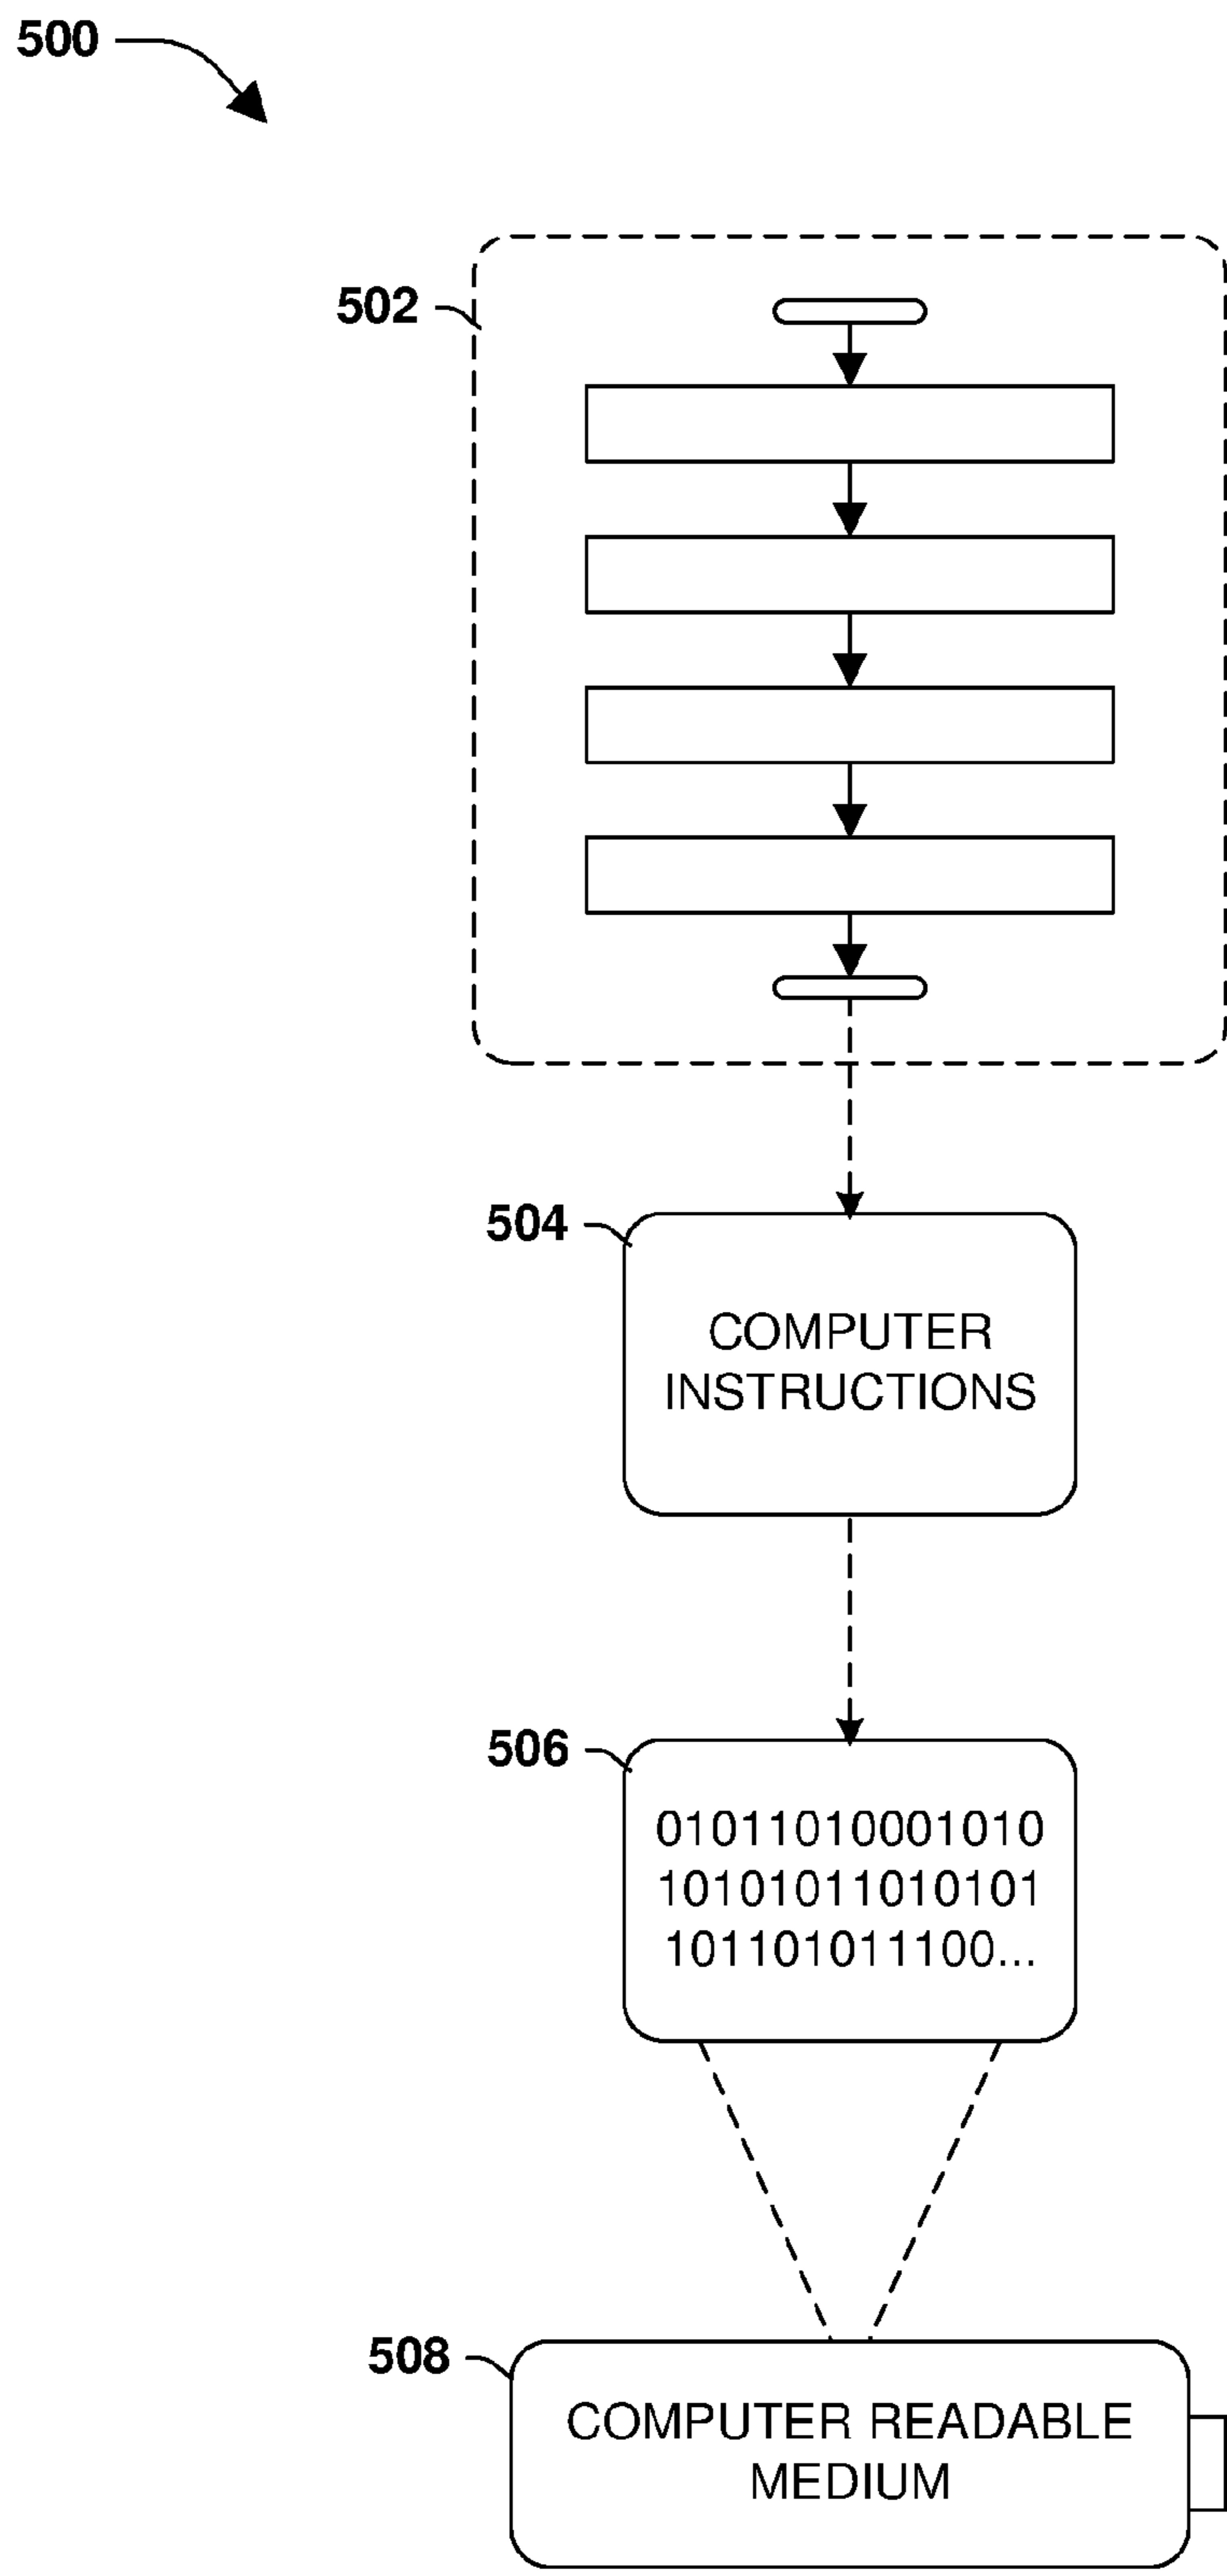 500
502
504
COMPUTER
INSTRUCTIONS
506
01011010001010
10101011010101
101101011100...
508
COMPUTER READABLE
MEDIUM